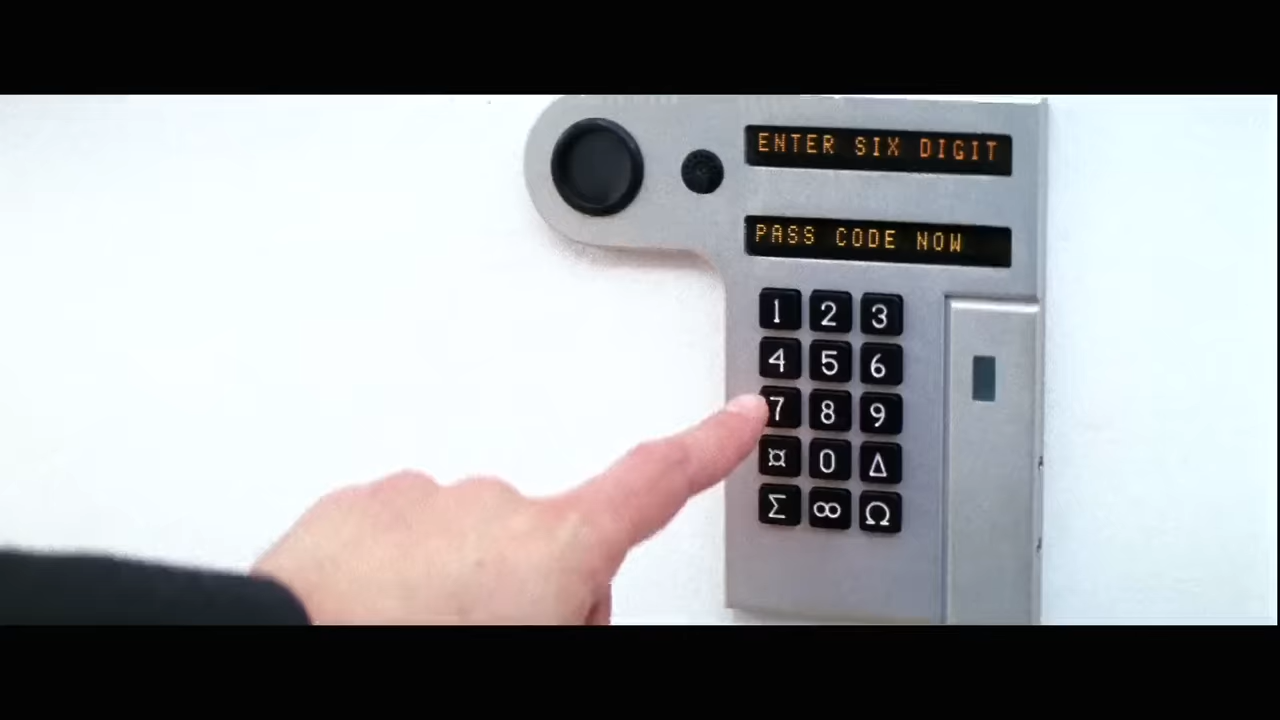 ENTER SIX DIGIT
PASS CODE NOW
1 2 3
4 5 6
7 8 9
¤ 0 Δ
Σ ∞ Ω